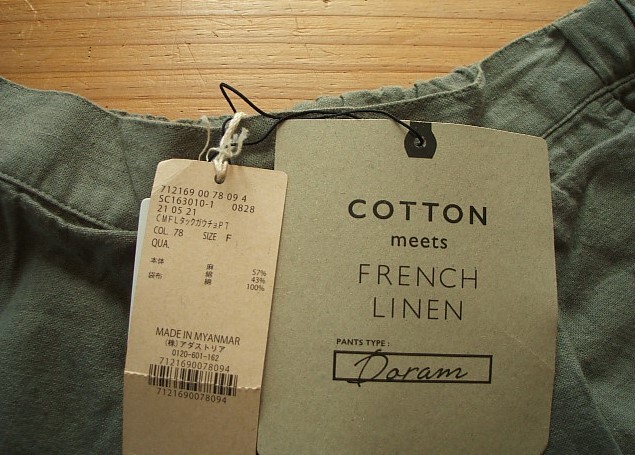 712169 00 78 09 4
SC163010-1 0828
21 05 21
CMFLタックガウチョPT
COL. 78 SIZE F
QUA.
本体 麻 57%
綿 43%
袋布 綿 100%
MADE IN MYANMAR
(株)アダストリア
0120-601-162
7121690078094
7121690078094
COTTON
meets
FRENCH
LINEN
PANTS TYPE :
Doram